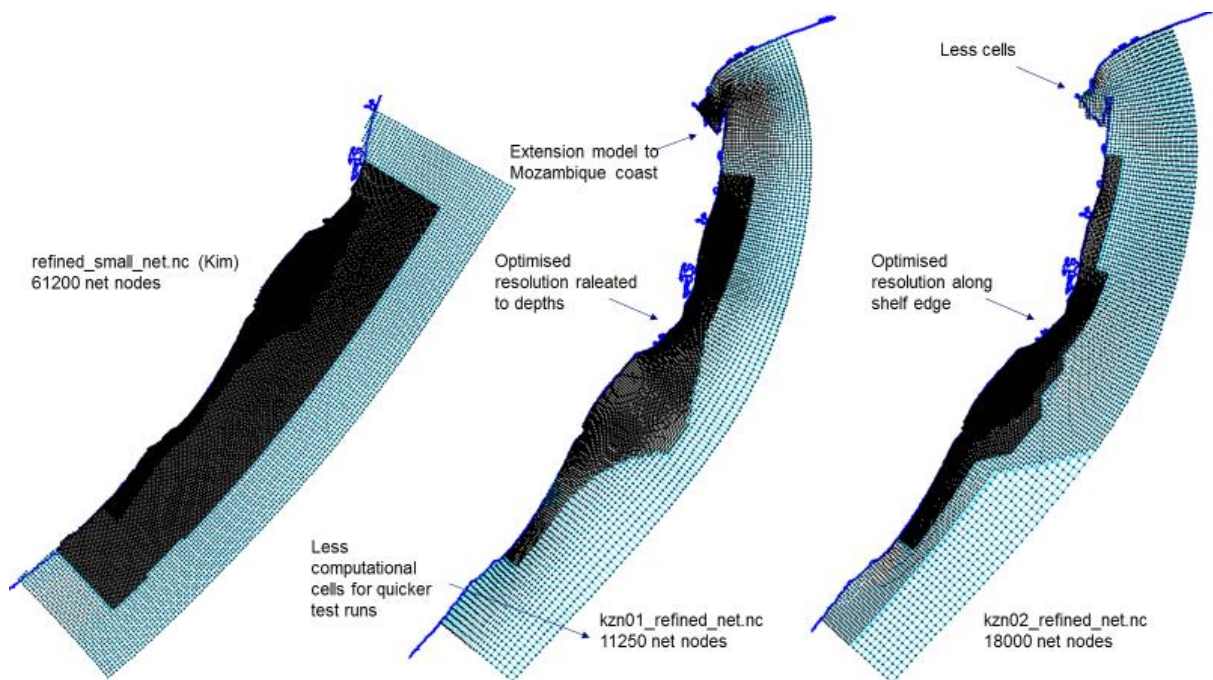 refined_small_net.nc (Kim)
61200 net nodes
Extension model to
Mozambique coast
Optimised
resolution raleated
to depths
Less
computational
cells for quicker
test runs
kzn01_refined_net.nc
11250 net nodes
Less cells
Optimised
resolution along
shelf edge
kzn02_refined_net.nc
18000 net nodes